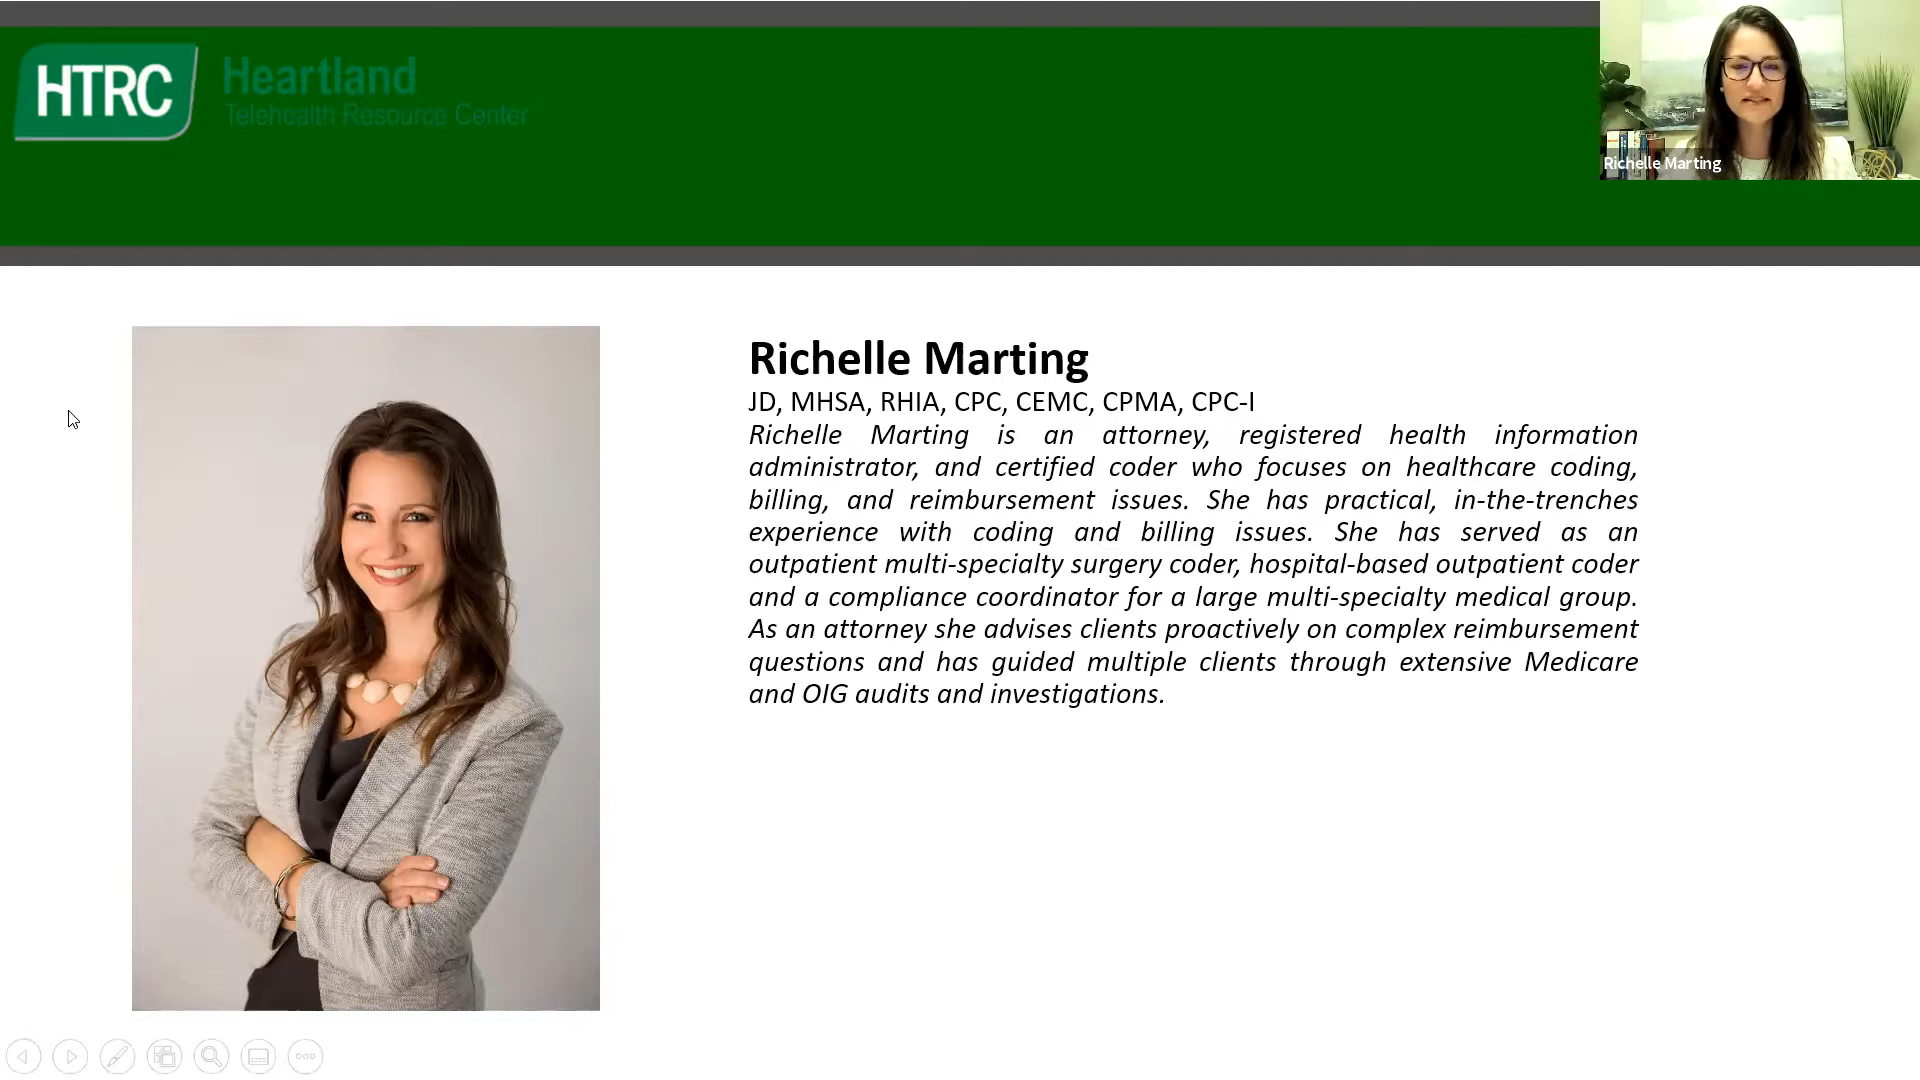 HTRC
Heartland
Telehealth Resource Center
Richelle Marting
Richelle Marting
JD, MHSA, RHIA, CPC, CEMC, CPMA, CPC-I
Richelle Marting is an attorney, registered health information
administrator, and certified coder who focuses on healthcare coding,
billing, and reimbursement issues. She has practical, in-the-trenches
experience with coding and billing issues. She has served as an
outpatient multi-specialty surgery coder, hospital-based outpatient coder
and a compliance coordinator for a large multi-specialty medical group.
As an attorney she advises clients proactively on complex reimbursement
questions and has guided multiple clients through extensive Medicare
and OIG audits and investigations.